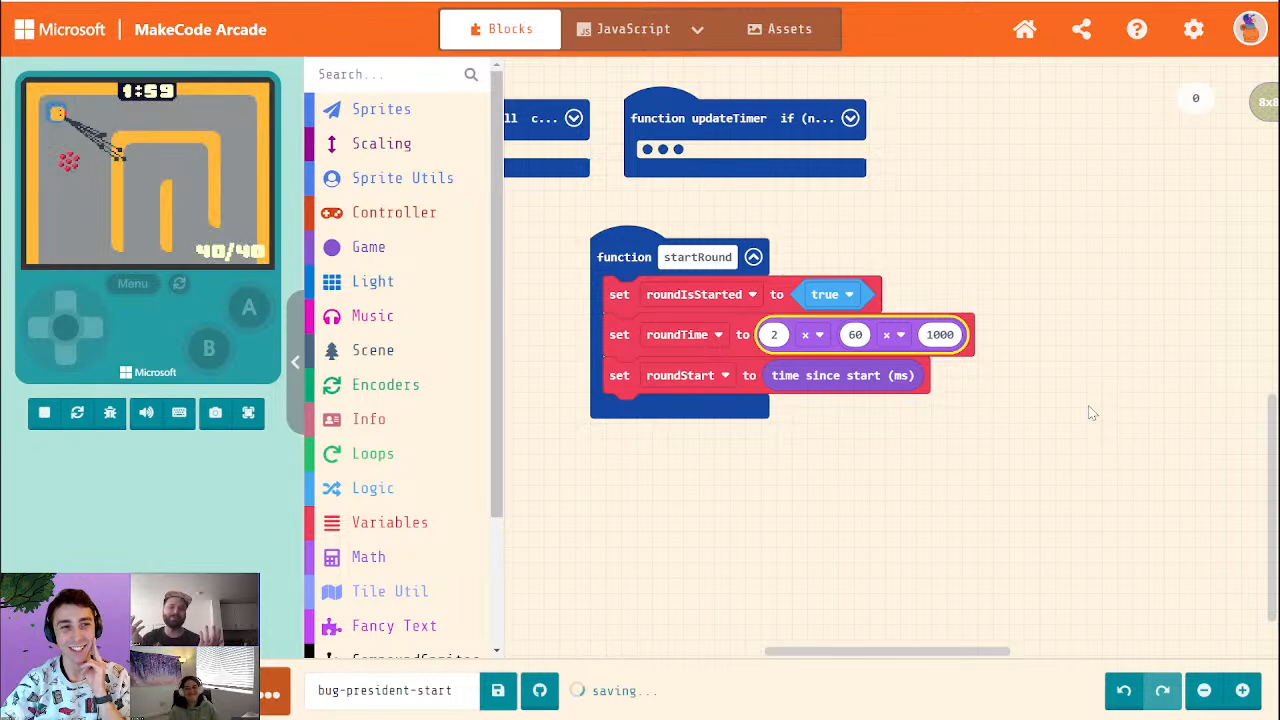 Microsoft | MakeCode Arcade
Blocks
JavaScript
Assets
1:59
40/40
Menu
A
B
Microsoft
Search...
Sprites
Scaling
Sprite Utils
Controller
Game
Light
Music
Scene
Encoders
Info
Loops
Logic
Variables
Math
Tile Util
Fancy Text
ll c...
function updateTimer if (n...
0
8x8
function startRound
set roundIsStarted to true
set roundTime to 2 × 60 × 1000
set roundStart to time since start (ms)
bug-president-start
saving...